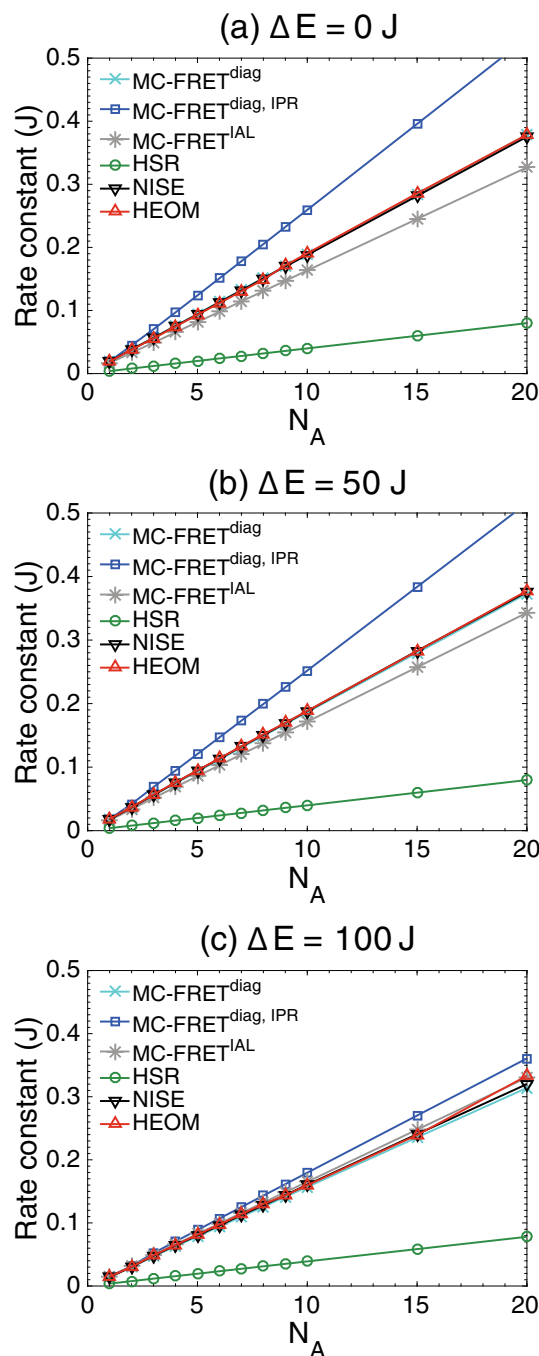 (a) Δ E = 0 J
Rate constant (J)
0.5
0.4
0.3
0.2
0.1
0
MC-FRET^diag
MC-FRET^diag, IPR
MC-FRET^IAL
HSR
NISE
HEOM
0 5 10 15 20
N_A
(b) Δ E = 50 J
Rate constant (J)
0.5
0.4
0.3
0.2
0.1
0
MC-FRET^diag
MC-FRET^diag, IPR
MC-FRET^IAL
HSR
NISE
HEOM
0 5 10 15 20
N_A
(c) Δ E = 100 J
Rate constant (J)
0.5
0.4
0.3
0.2
0.1
0
MC-FRET^diag
MC-FRET^diag, IPR
MC-FRET^IAL
HSR
NISE
HEOM
0 5 10 15 20
N_A